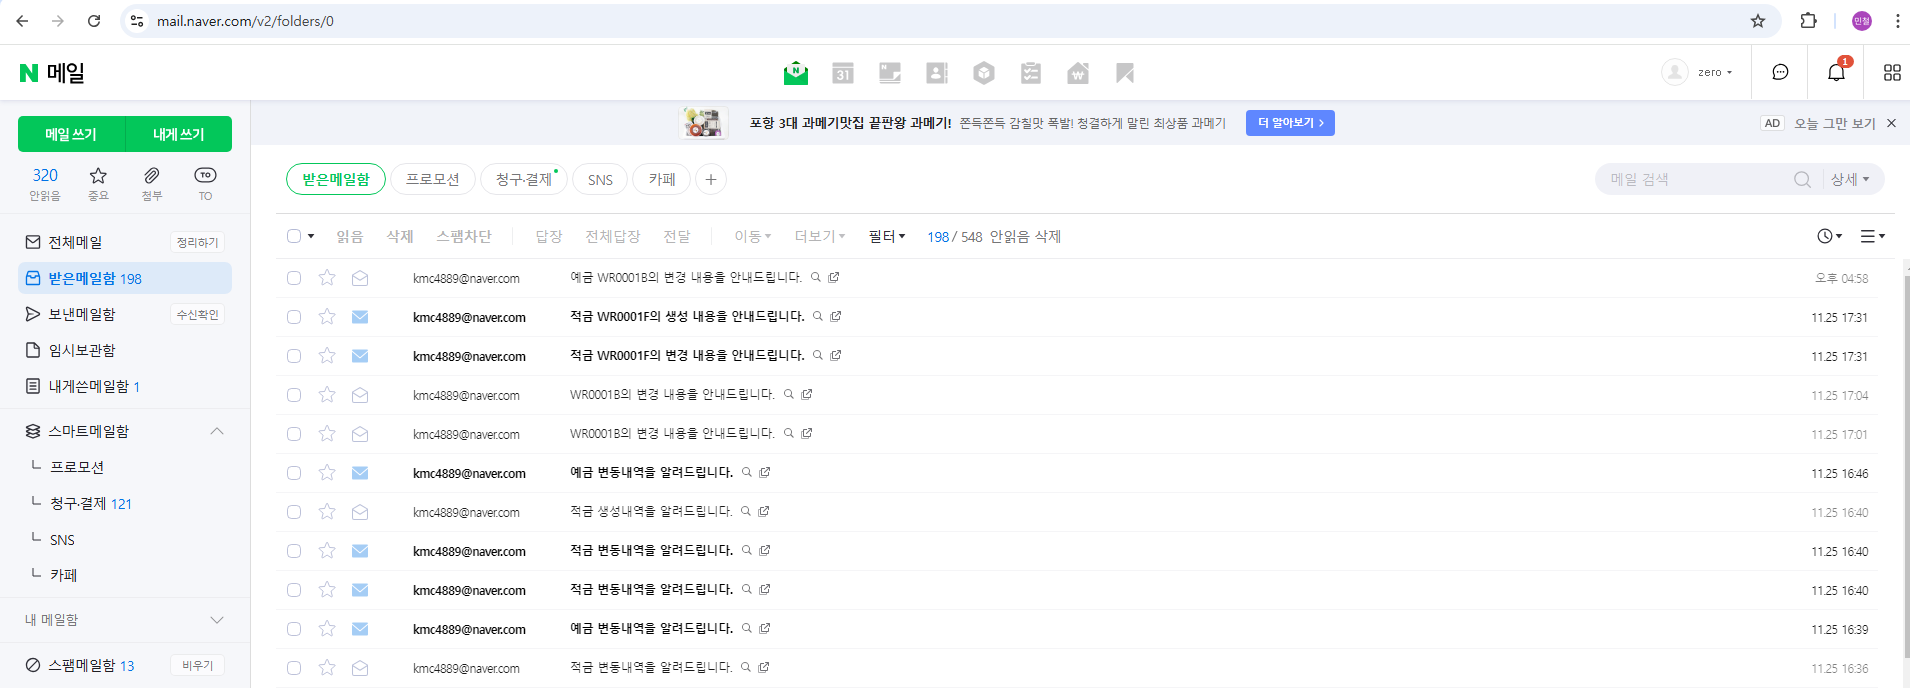 mail.naver.com/v2/folders/0
민철
N 메일
N
31
N
W
zero
1
포항 3대 과메기맛집 끝판왕 과메기! 쫀득쫀득 감칠맛 폭발! 청결하게 말린 최상품 과메기 더 알아보기 >
AD 오늘 그만 보기
메일 쓰기 내게 쓰기
320 안읽음
중요
첨부
TO TO
전체메일 정리하기
받은메일함 198
보낸메일함 수신확인
임시보관함
내게쓴메일함 1
스마트메일함
프로모션
청구·결제 121
SNS
카페
내 메일함
스팸메일함 13 비우기
받은메일함 프로모션 청구·결제 SNS 카페 +
메일 검색 상세
읽음 삭제 스팸차단 답장 전체답장 전달 이동 더보기 필터 198 / 548 안읽음 삭제
kmc4889@naver.com 예금 WR0001B의 변경 내용을 안내드립니다. 오후 04:58
kmc4889@naver.com 적금 WR0001F의 생성 내용을 안내드립니다. 11.25 17:31
kmc4889@naver.com 적금 WR0001F의 변경 내용을 안내드립니다. 11.25 17:31
kmc4889@naver.com WR0001B의 변경 내용을 안내드립니다. 11.25 17:04
kmc4889@naver.com WR0001B의 변경 내용을 안내드립니다. 11.25 17:01
kmc4889@naver.com 예금 변동내역을 알려드립니다. 11.25 16:46
kmc4889@naver.com 적금 생성내역을 알려드립니다. 11.25 16:40
kmc4889@naver.com 적금 변동내역을 알려드립니다. 11.25 16:40
kmc4889@naver.com 적금 변동내역을 알려드립니다. 11.25 16:40
kmc4889@naver.com 예금 변동내역을 알려드립니다. 11.25 16:39
kmc4889@naver.com 적금 변동내역을 알려드립니다. 11.25 16:36